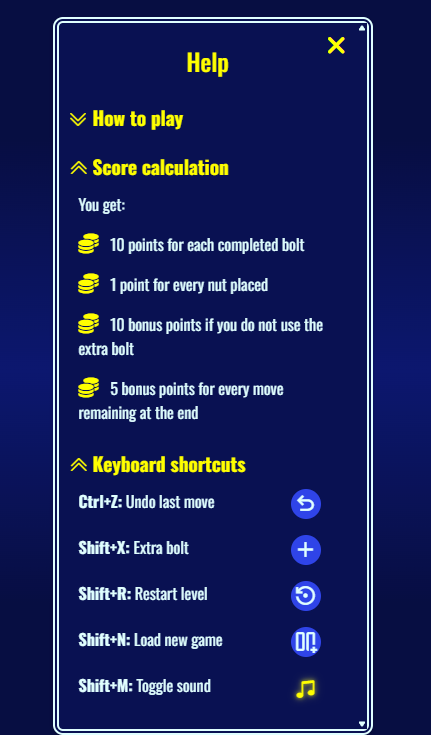 Help
How to play
Score calculation
You get:
10 points for each completed bolt
1 point for every nut placed
10 bonus points if you do not use the
extra bolt
5 bonus points for every move
remaining at the end
Keyboard shortcuts
Ctrl+Z: Undo last move
Shift+X: Extra bolt
Shift+R: Restart level
Shift+N: Load new game
Shift+M: Toggle sound